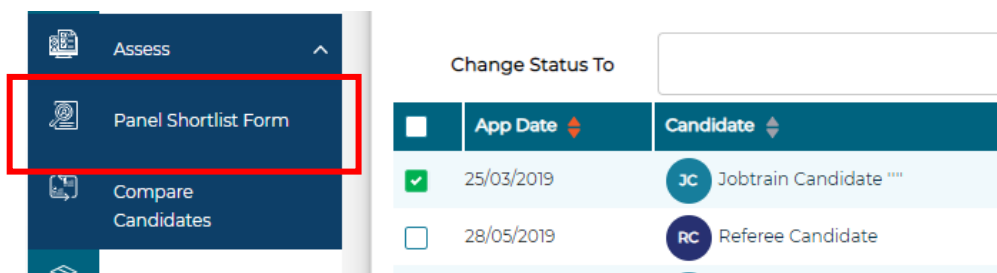 Assess
Panel Shortlist Form
Compare
Candidates
Change Status To
App Date Candidate
25/03/2019 JC Jobtrain Candidate ""
28/05/2019 RC Referee Candidate